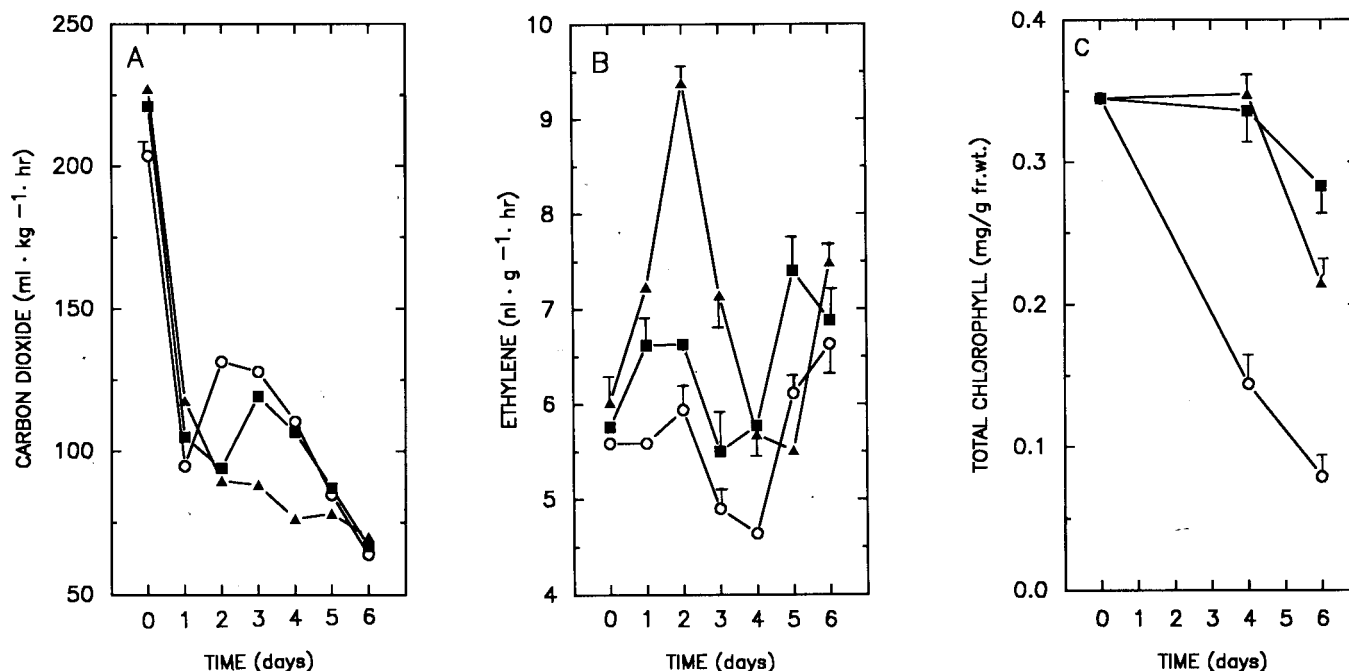 A
CARBON DIOXIDE (ml · kg⁻¹· hr)
250
200
150
100
50
0 1 2 3 4 5 6
TIME (days)
B
ETHYLENE (nl · g⁻¹· hr)
10
9
8
7
6
5
4
0 1 2 3 4 5 6
TIME (days)
C
TOTAL CHLOROPHYLL (mg/g fr.wt.)
0.4
0.3
0.2
0.1
0.0
0 1 2 3 3 4 5 6
TIME (days)